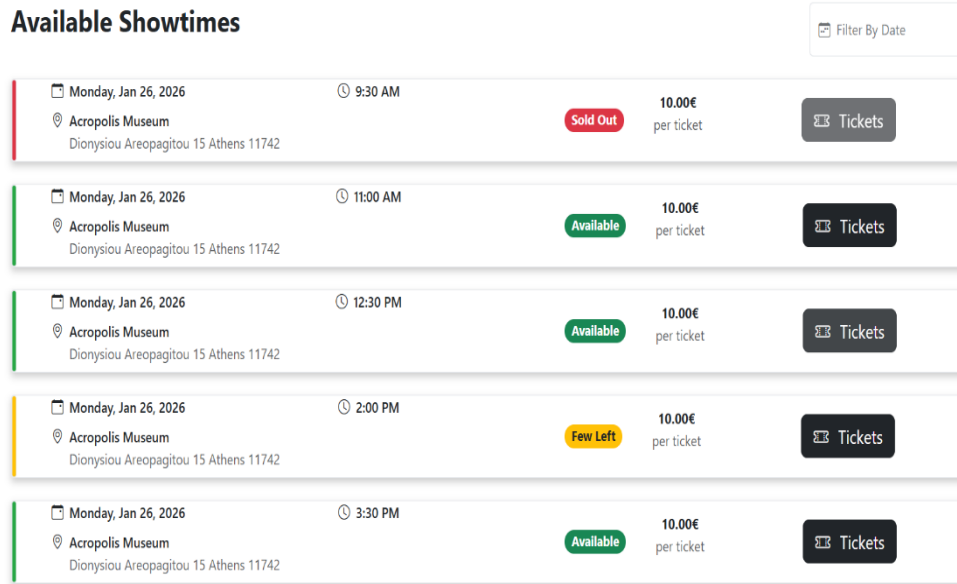 Available Showtimes
Filter By Date
Monday, Jan 26, 2026
9:30 AM
Acropolis Museum
Dionysiou Areopagitou 15 Athens 11742
Sold Out
10.00€
per ticket
Tickets
Monday, Jan 26, 2026
11:00 AM
Acropolis Museum
Dionysiou Areopagitou 15 Athens 11742
Available
10.00€
per ticket
Tickets
Monday, Jan 26, 2026
12:30 PM
Acropolis Museum
Dionysiou Areopagitou 15 Athens 11742
Available
10.00€
per ticket
Tickets
Monday, Jan 26, 2026
2:00 PM
Acropolis Museum
Dionysiou Areopagitou 15 Athens 11742
Few Left
10.00€
per ticket
Tickets
Monday, Jan 26, 2026
3:30 PM
Acropolis Museum
Dionysiou Areopagitou 15 Athens 11742
Available
10.00€
per ticket
Tickets